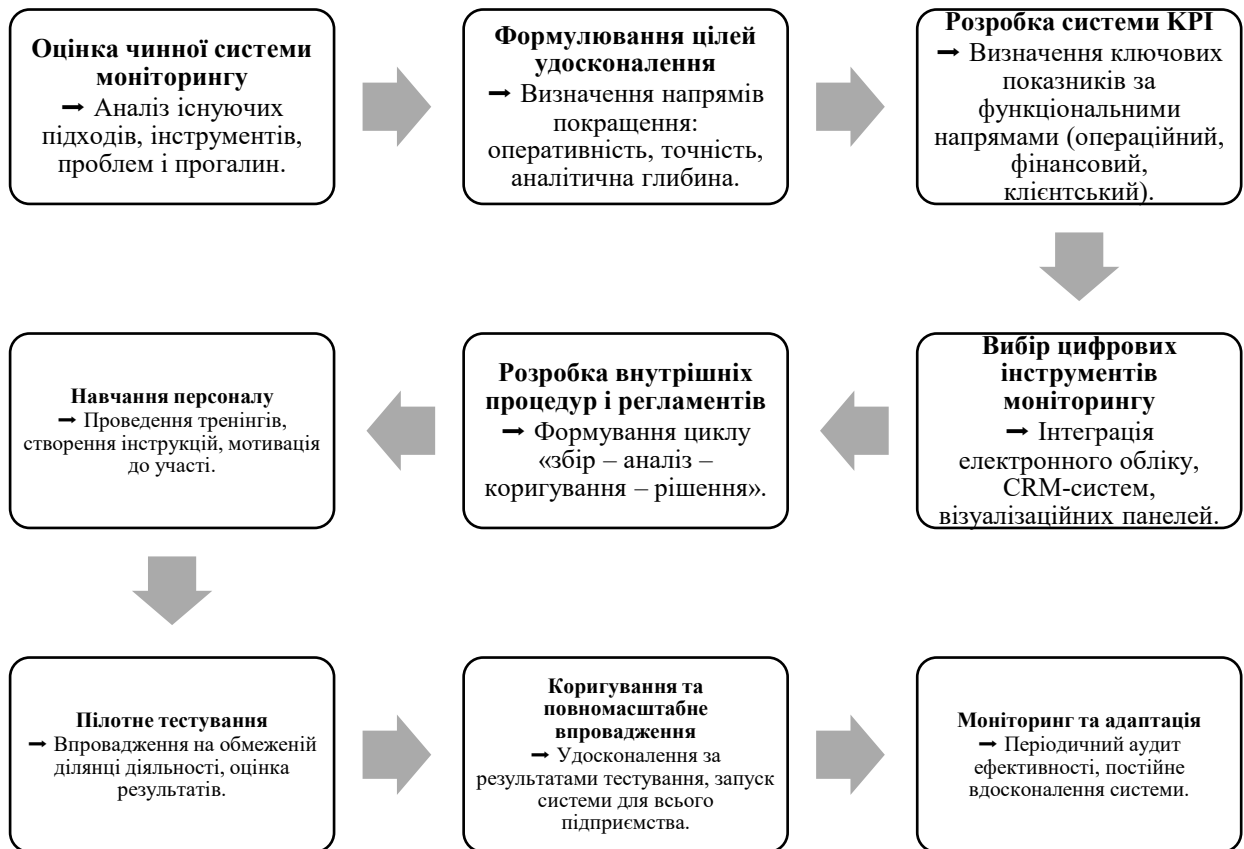 Оцінка чинної системи
моніторингу
→ Аналіз існуючих
підходів, інструментів,
проблем і прогалин.
Формулювання цілей
удосконалення
→ Визначення напрямів
покращення:
оперативність, точність,
аналітична глибина.
Розробка системи KPI
→ Визначення ключових
показників за
функціональними
напрямами (операційний,
фінансовий,
клієнтський).
Вибір цифрових
інструментів
моніторингу
→ Інтеграція
електронного обліку,
CRM-систем,
візуалізаційних панелей.
Розробка внутрішніх
процедур і регламентів
→ Формування циклу
«збір – аналіз –
коригування – рішення».
Навчання персоналу
→ Проведення тренінгів,
створення інструкцій, мотивація
до участі.
Пілотне тестування
→ Впровадження на обмеженій
ділянці діяльності, оцінка
результатів.
Коригування та
повномасштабне
впровадження
→ Удосконалення за
результатами тестування, запуск
системи для всього
підприємства.
Моніторинг та адаптація
→ Періодичний аудит
ефективності, постійне
вдосконалення системи.